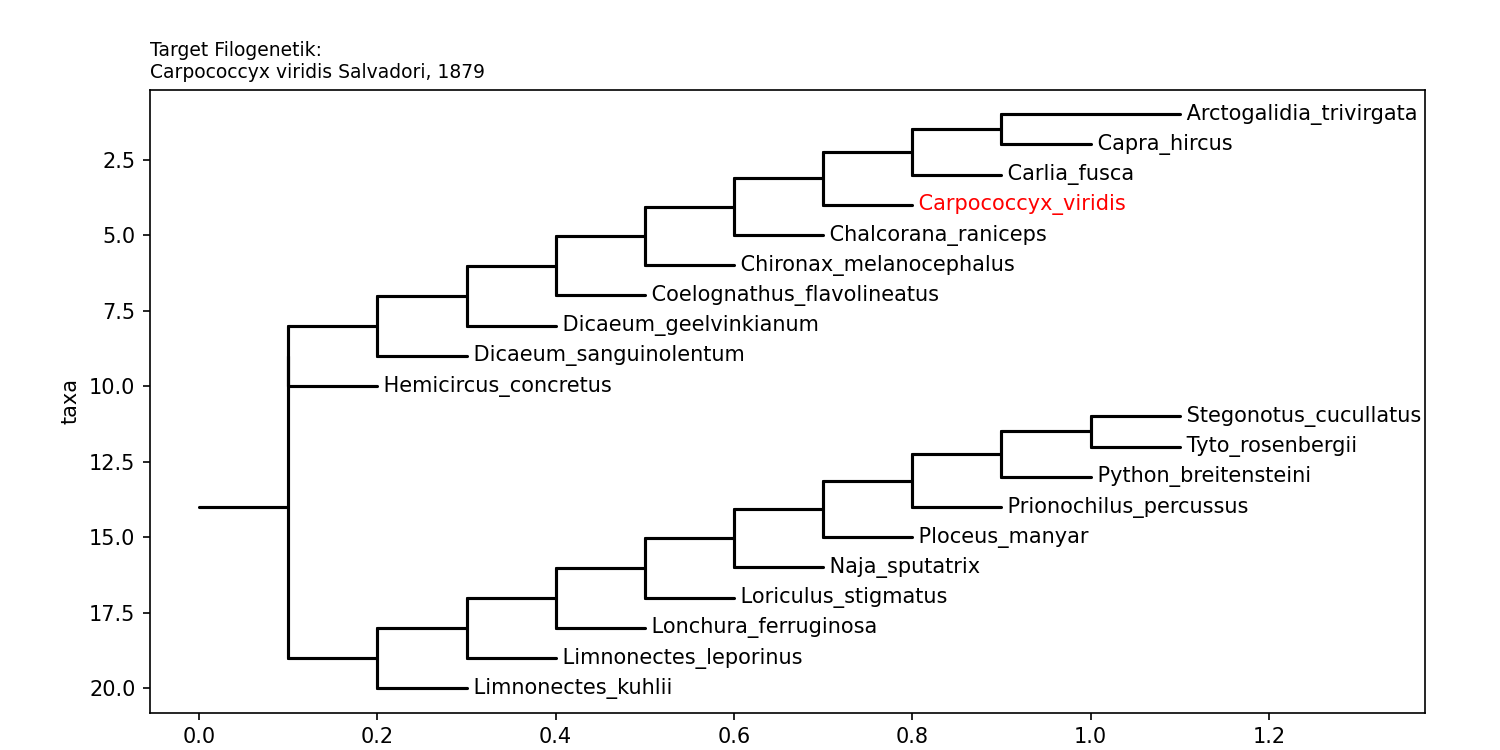 Target Filogenetik:
Carpococcyx viridis Salvadori, 1879
Arctogalidia_trivirgata
Capra_hircus
2.5
Carlia_fusca
Carpococcyx_viridis
5.0
Chalcorana_raniceps
Chironax_melanocephalus
Coelognathus_flavolineatus
7.5
Dicaeum_geelvinkianum
Dicaeum_sanguinolentum
10.0
Hemicircus_concretus
taxa
Stegonotus_cucullatus
Tyto_rosenbergii
12.5
Python_breitensteini
Prionochilus_percussus
15.0
Ploceus_manyar
Naja_sputatrix
Loriculus_stigmatus
17.5
Lonchura_ferruginosa
Limnonectes_leporinus
20.0
Limnonectes_kuhlii
0.0 0.2 0.4 0.6 0.8 1.0 1.2